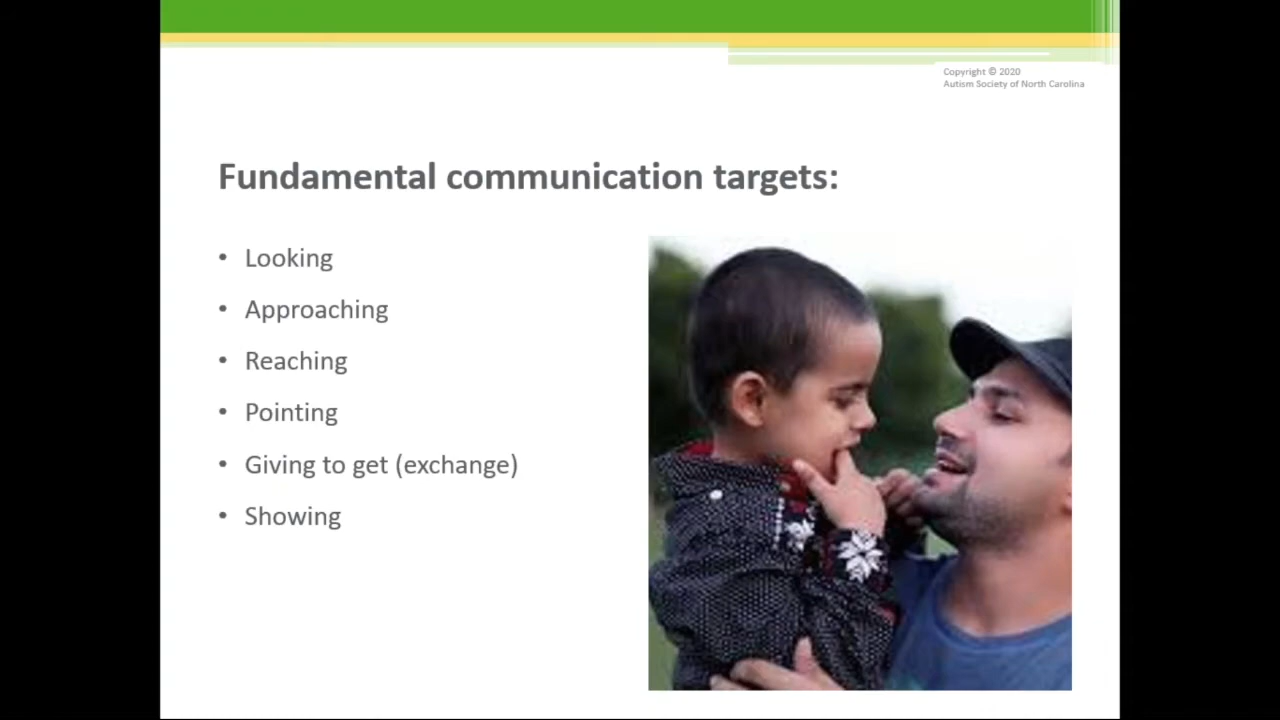 Copyright © 2020
Autism Society of North Carolina
Fundamental communication targets:
• Looking
• Approaching
• Reaching
• Pointing
• Giving to get (exchange)
• Showing